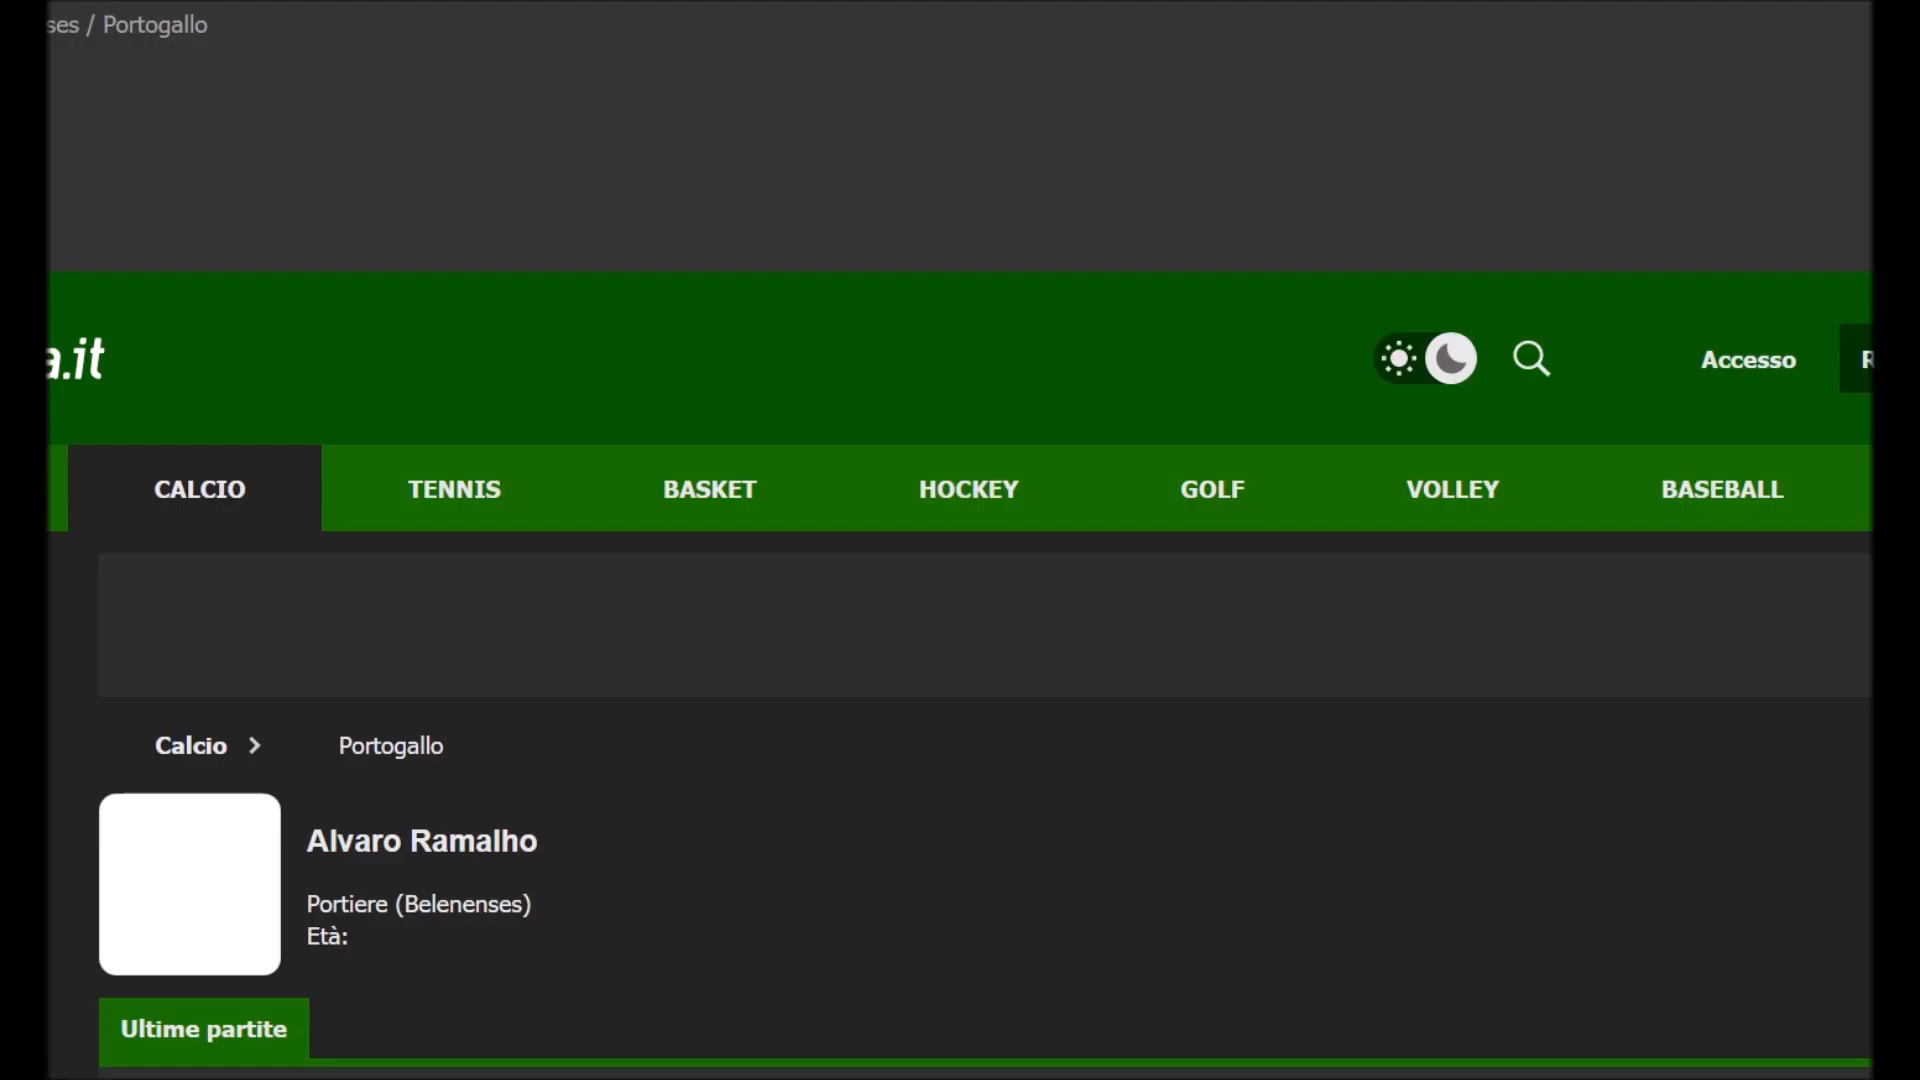 ses / Portogallo
a.it
Accesso
R
CALCIO
TENNIS
BASKET
HOCKEY
GOLF
VOLLEY
BASEBALL
Calcio
Portogallo
Alvaro Ramalho
Portiere (Belenenses)
Età:
Ultime partite